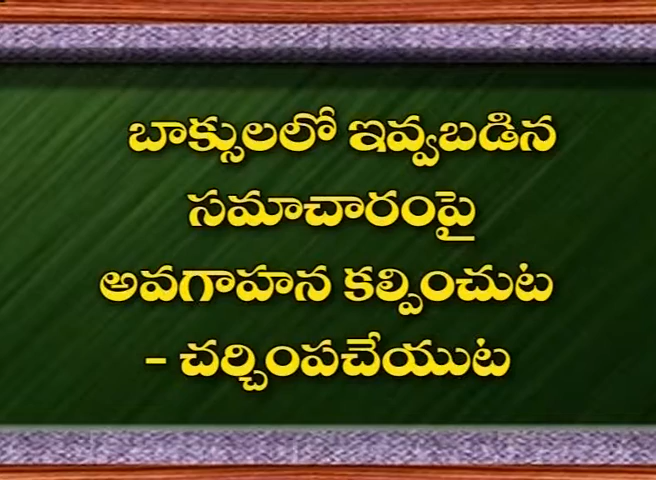 బాక్సులలో ఇవ్వబడిన
సమాచారంపై
అవగాహన కల్పించుట
– చర్చింపచేయుట